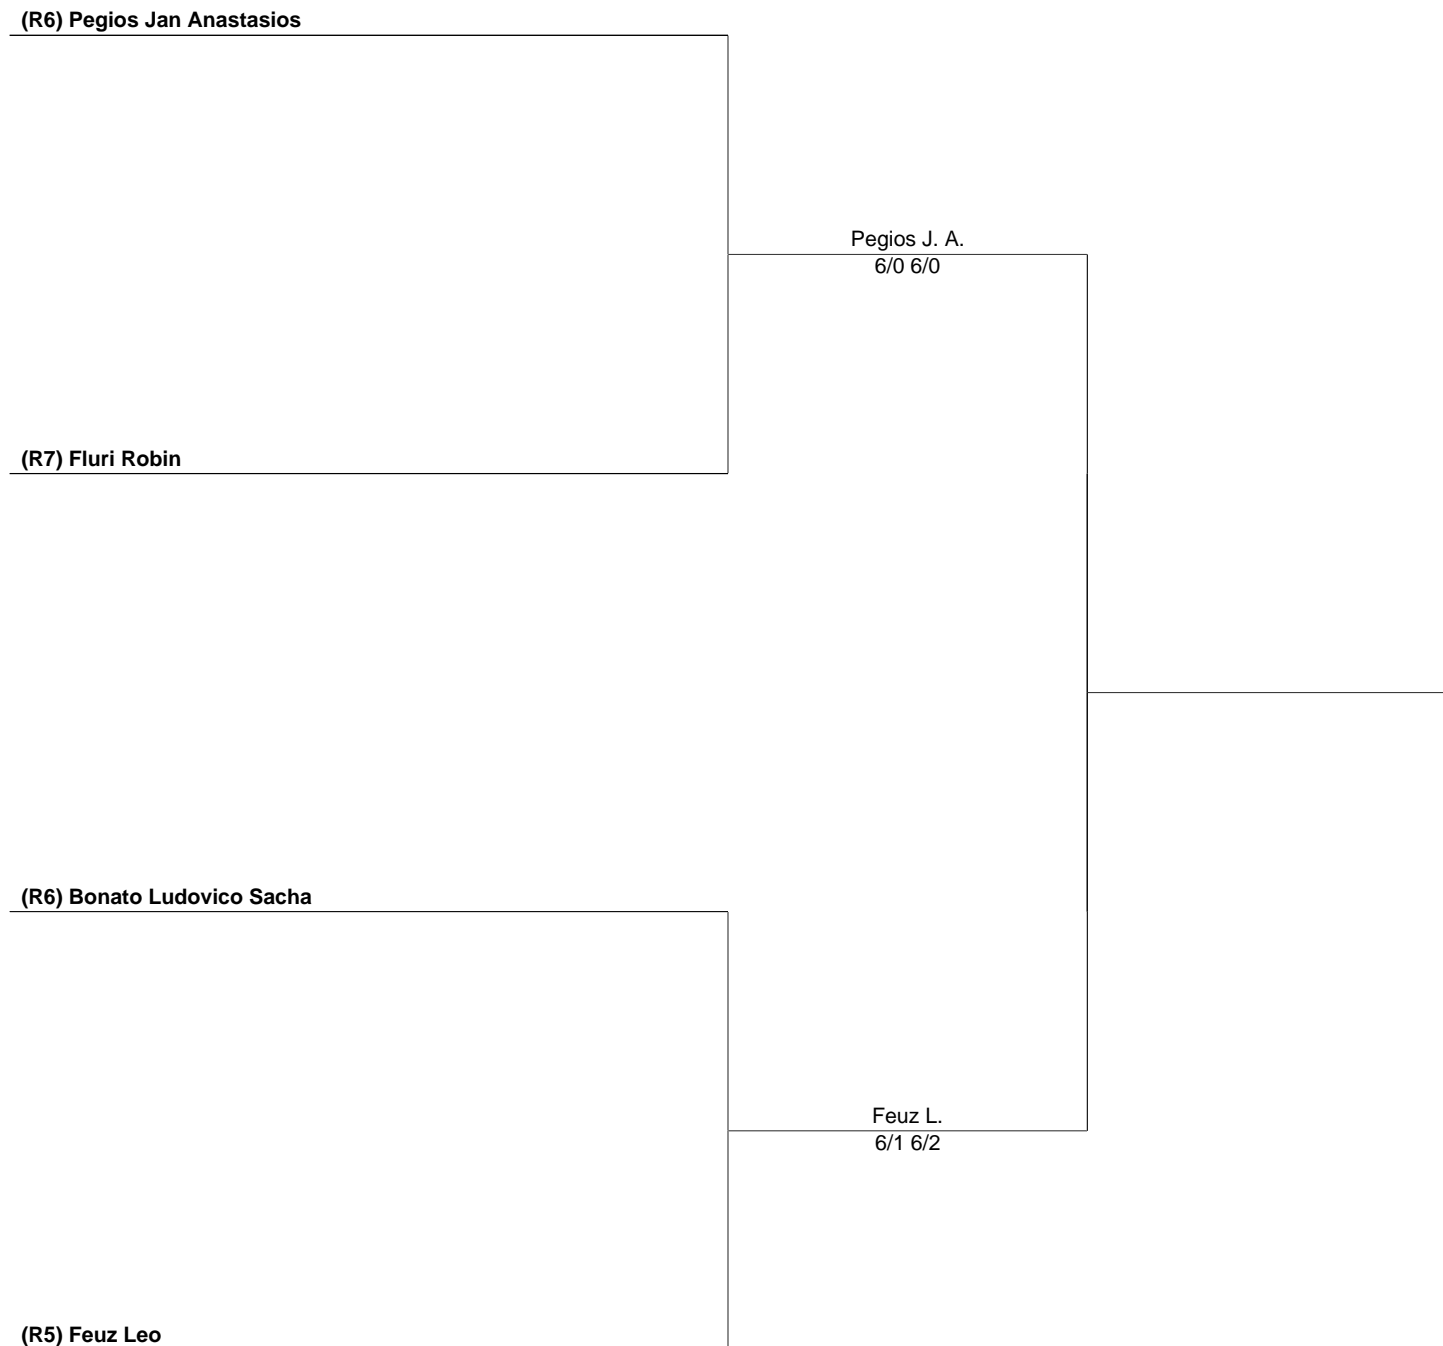 (R6) Pegios Jan Anastasios
Pegios J. A.
6/0 6/0
(R7) Fluri Robin
(R6) Bonato Ludovico Sacha
Feuz L.
6/1 6/2
(R5) Feuz Leo